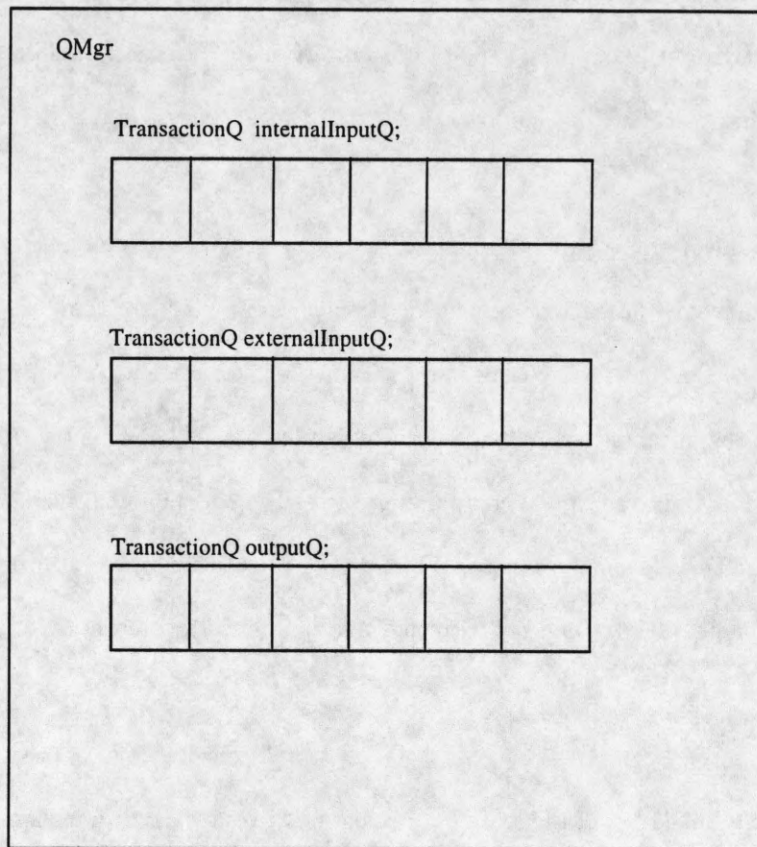 QMgr
TransactionQ internalInputQ;
TransactionQ externalInputQ;
TransactionQ outputQ;